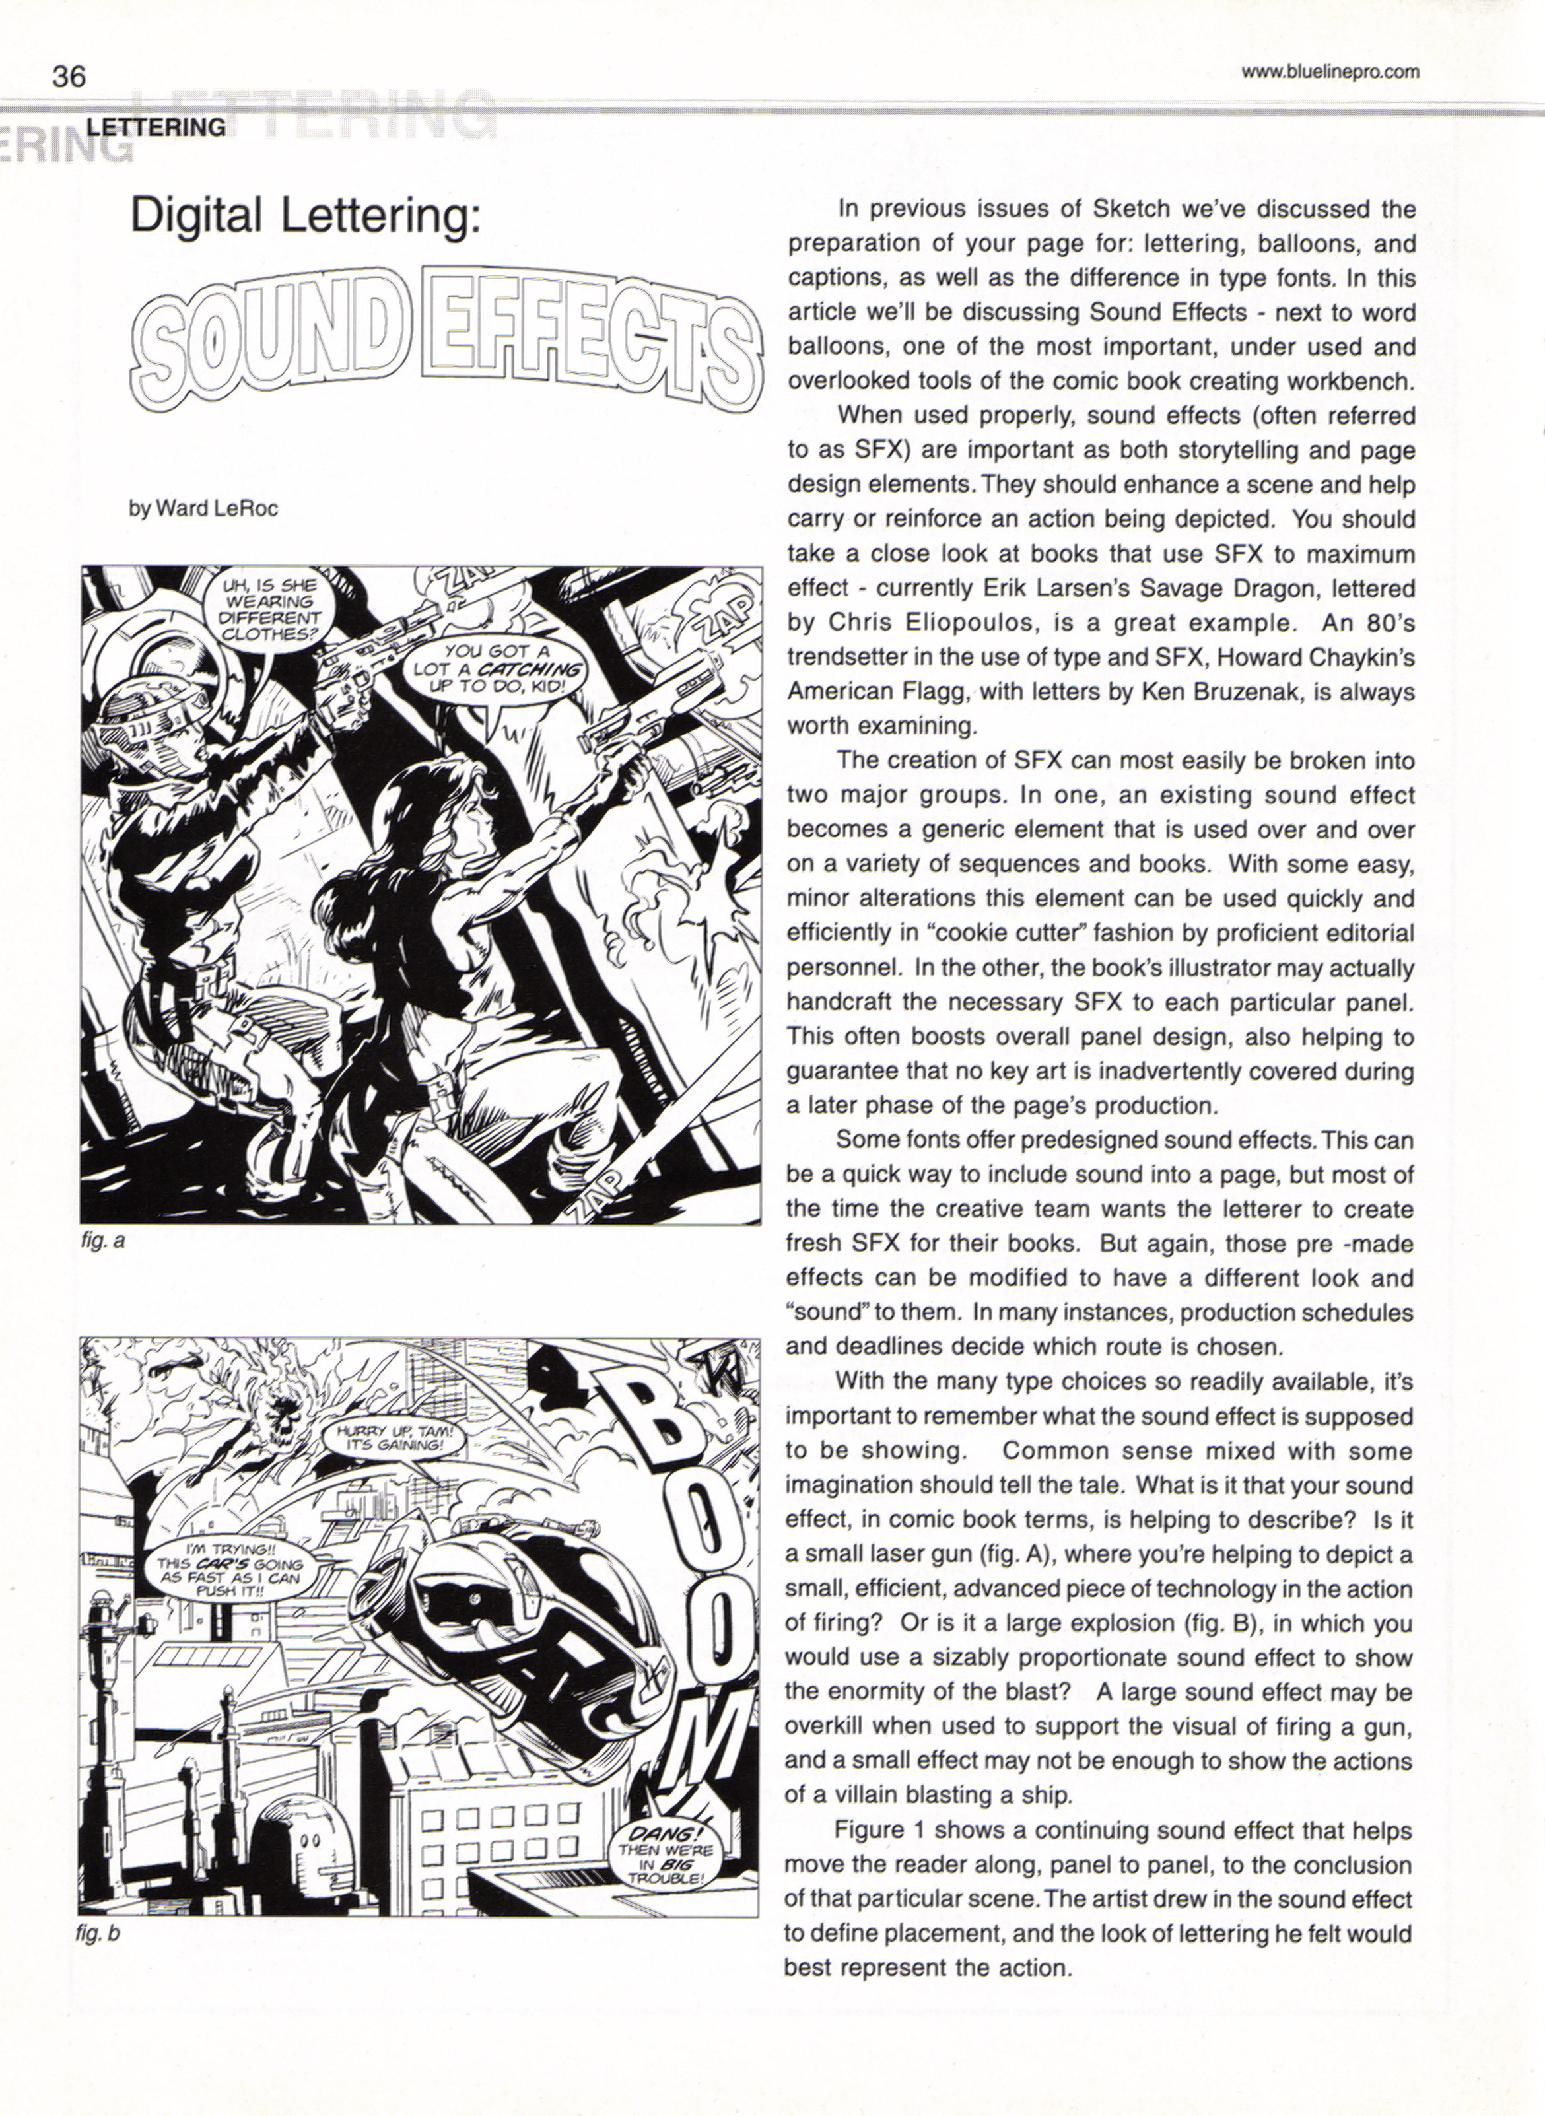 36
www.bluelinepro.com
LETTERING
ERING
LETTERING
Digital Lettering:
SOUND EFFECTS
by Ward LeRoc
UH, IS SHE
WEARING
DIFFERENT
CLOTHES?
ZAP
YOU GOT A
LOT A CATCHING
UP TO DO, KID!
ZAP
ZAP
fig. a
HURRY UP, TAM!
IT'S GAINING!
I'M TRYING!!
THIS CAR'S GOING
AS FAST AS I CAN
PUSH IT!!
BOOM
DANG!
THEN WE'RE
IN BIG
TROUBLE!
fig. b
In previous issues of Sketch we've discussed the
preparation of your page for: lettering, balloons, and
captions, as well as the difference in type fonts. In this
article we'll be discussing Sound Effects - next to word
balloons, one of the most important, under used and
overlooked tools of the comic book creating workbench.
When used properly, sound effects (often referred
to as SFX) are important as both storytelling and page
design elements. They should enhance a scene and help
carry or reinforce an action being depicted. You should
take a close look at books that use SFX to maximum
effect - currently Erik Larsen's Savage Dragon, lettered
by Chris Eliopoulos, is a great example. An 80's
trendsetter in the use of type and SFX, Howard Chaykin's
American Flagg, with letters by Ken Bruzenak, is always
worth examining.
The creation of SFX can most easily be broken into
two major groups. In one, an existing sound effect
becomes a generic element that is used over and over
on a variety of sequences and books. With some easy,
minor alterations this element can be used quickly and
efficiently in “cookie cutter” fashion by proficient editorial
personnel. In the other, the book's illustrator may actually
handcraft the necessary SFX to each particular panel.
This often boosts overall panel design, also helping to
guarantee that no key art is inadvertently covered during
a later phase of the page's production.
Some fonts offer predesigned sound effects. This can
be a quick way to include sound into a page, but most of
the time the creative team wants the letterer to create
fresh SFX for their books. But again, those pre -made
effects can be modified to have a different look and
“sound” to them. In many instances, production schedules
and deadlines decide which route is chosen.
With the many type choices so readily available, it's
important to remember what the sound effect is supposed
to be showing. Common sense mixed with some
imagination should tell the tale. What is it that your sound
effect, in comic book terms, is helping to describe? Is it
a small laser gun (fig. A), where you're helping to depict a
small, efficient, advanced piece of technology in the action
of firing? Or is it a large explosion (fig. B), in which you
would use a sizably proportionate sound effect to show
the enormity of the blast? A large sound effect may be
overkill when used to support the visual of firing a gun,
and a small effect may not be enough to show the actions
of a villain blasting a ship.
Figure 1 shows a continuing sound effect that helps
move the reader along, panel to panel, to the conclusion
of that particular scene. The artist drew in the sound effect
to define placement, and the look of lettering he felt would
best represent the action.